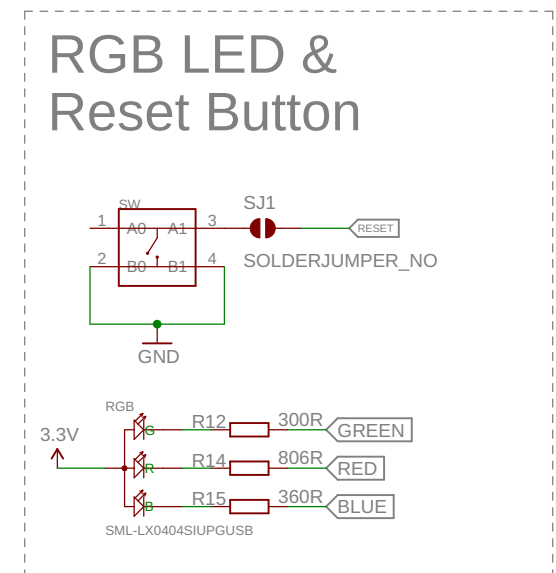 RGB LED &
Reset Button
SW
SJ1
1 A0 A1 3
RESET
2 B0 B1 4
SOLDERJUMPER_NO
GND
RGB
3.3V
G R12 300R GREEN
R R14 806R RED
B R15 360R BLUE
SML-LX0404SIUPGUSB